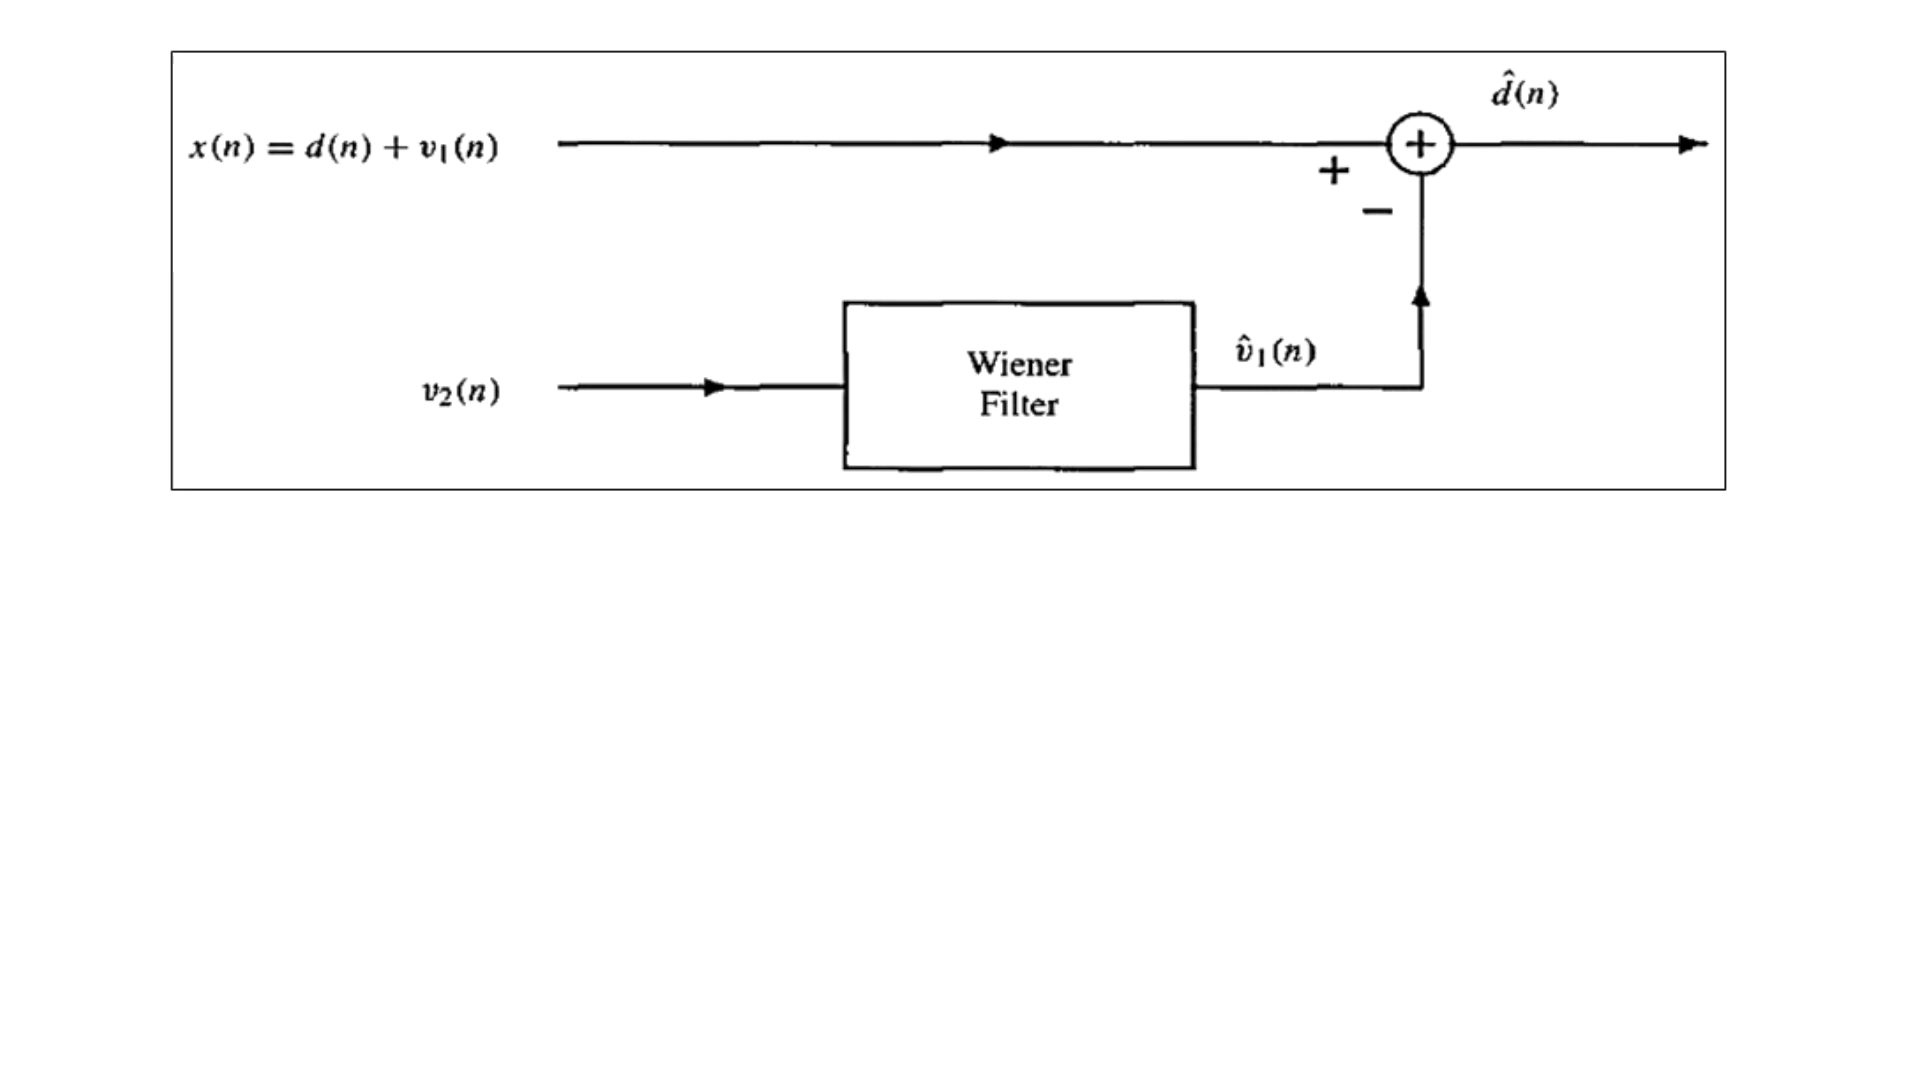 d̂(n)
x(n) = d(n) + v₁(n)
+
+
−
v̂₁(n)
Wiener
Filter
v₂(n)